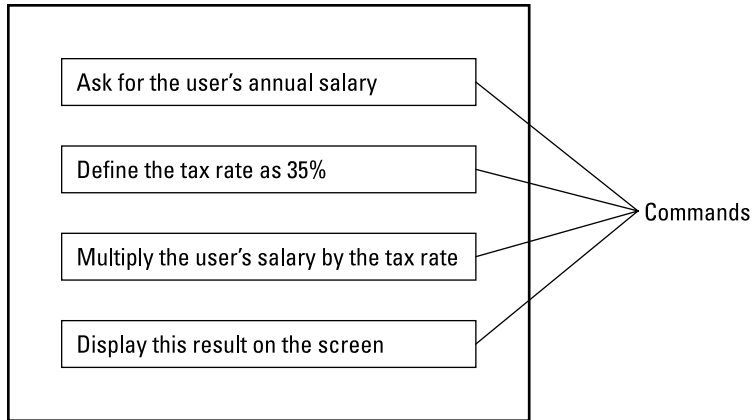 Ask for the user’s annual salary
Define the tax rate as 35%
Multiply the user’s salary by the tax rate
Display this result on the screen
Commands